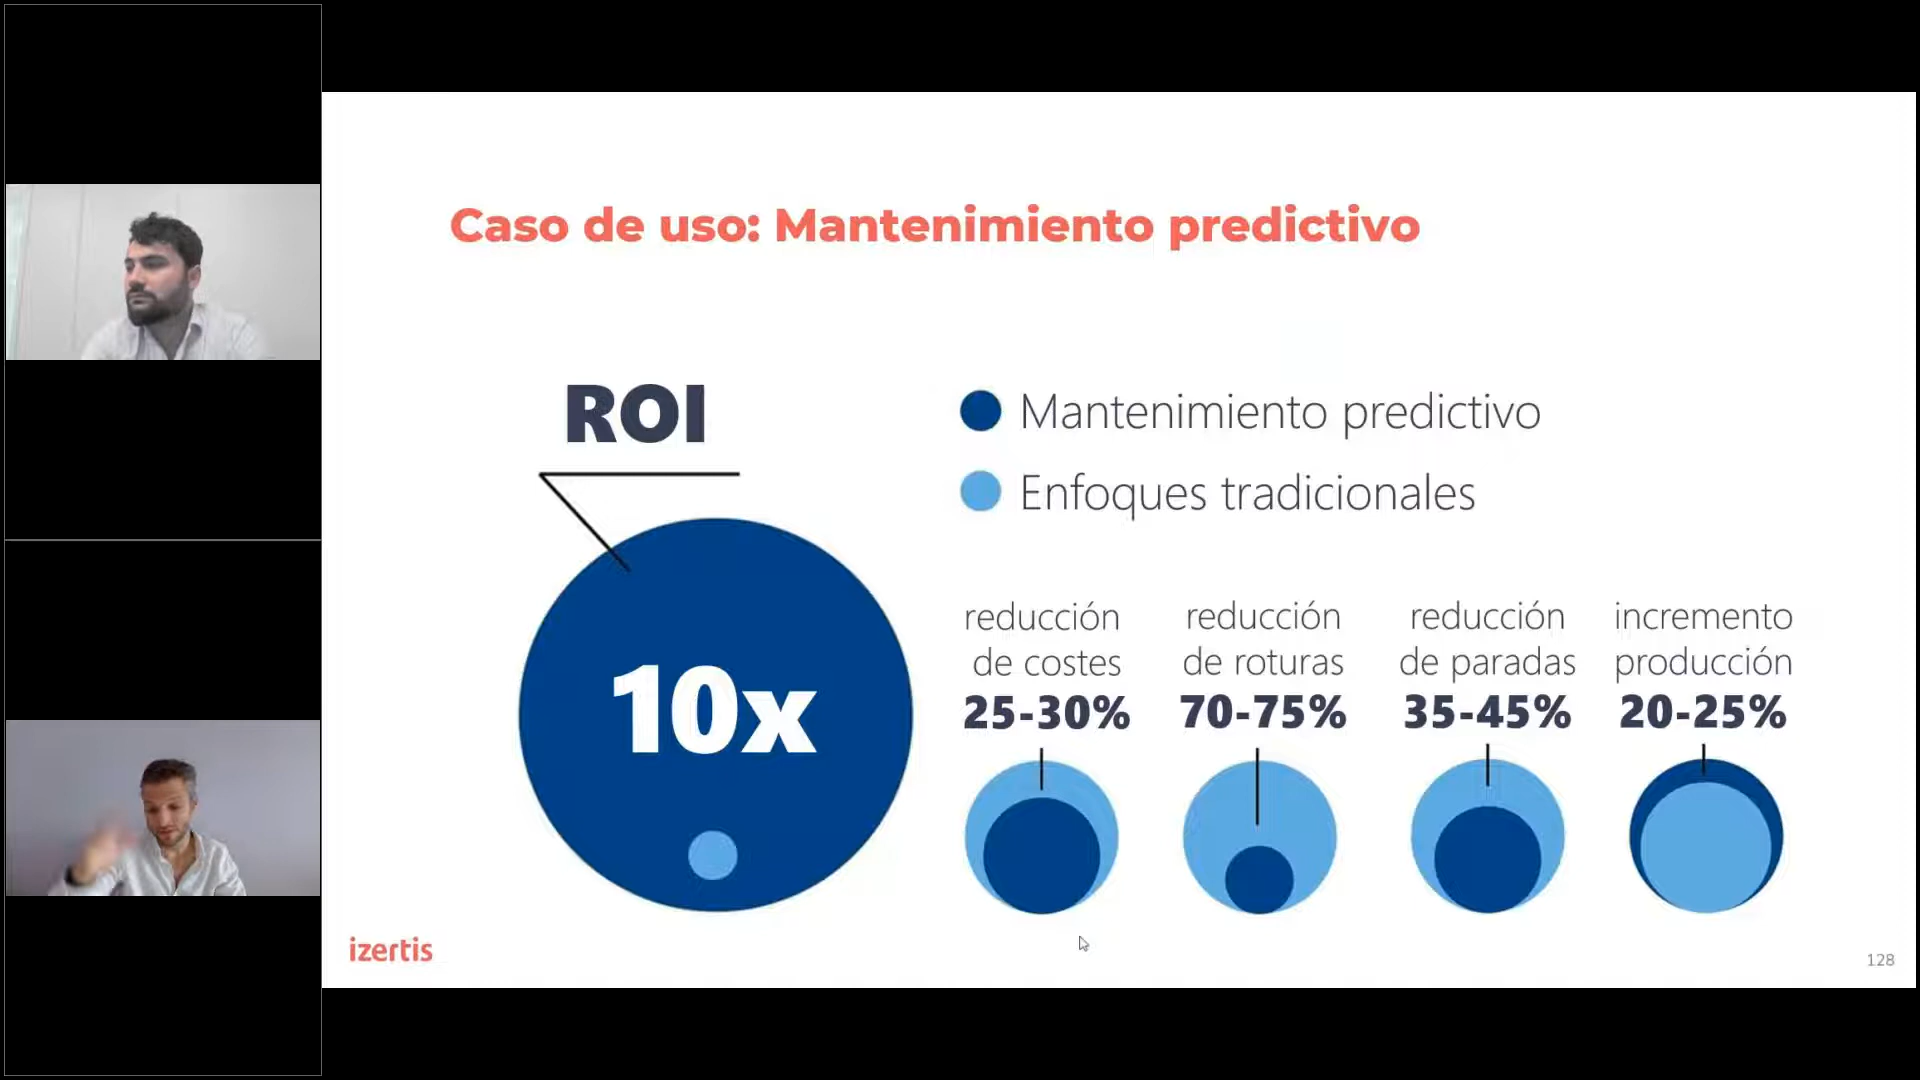 Caso de uso: Mantenimiento predictivo
ROI
10x
Mantenimiento predictivo
Enfoques tradicionales
reducción
de costes
25-30%
reducción
de roturas
70-75%
reducción
de paradas
35-45%
incremento
producción
20-25%
izertis
128